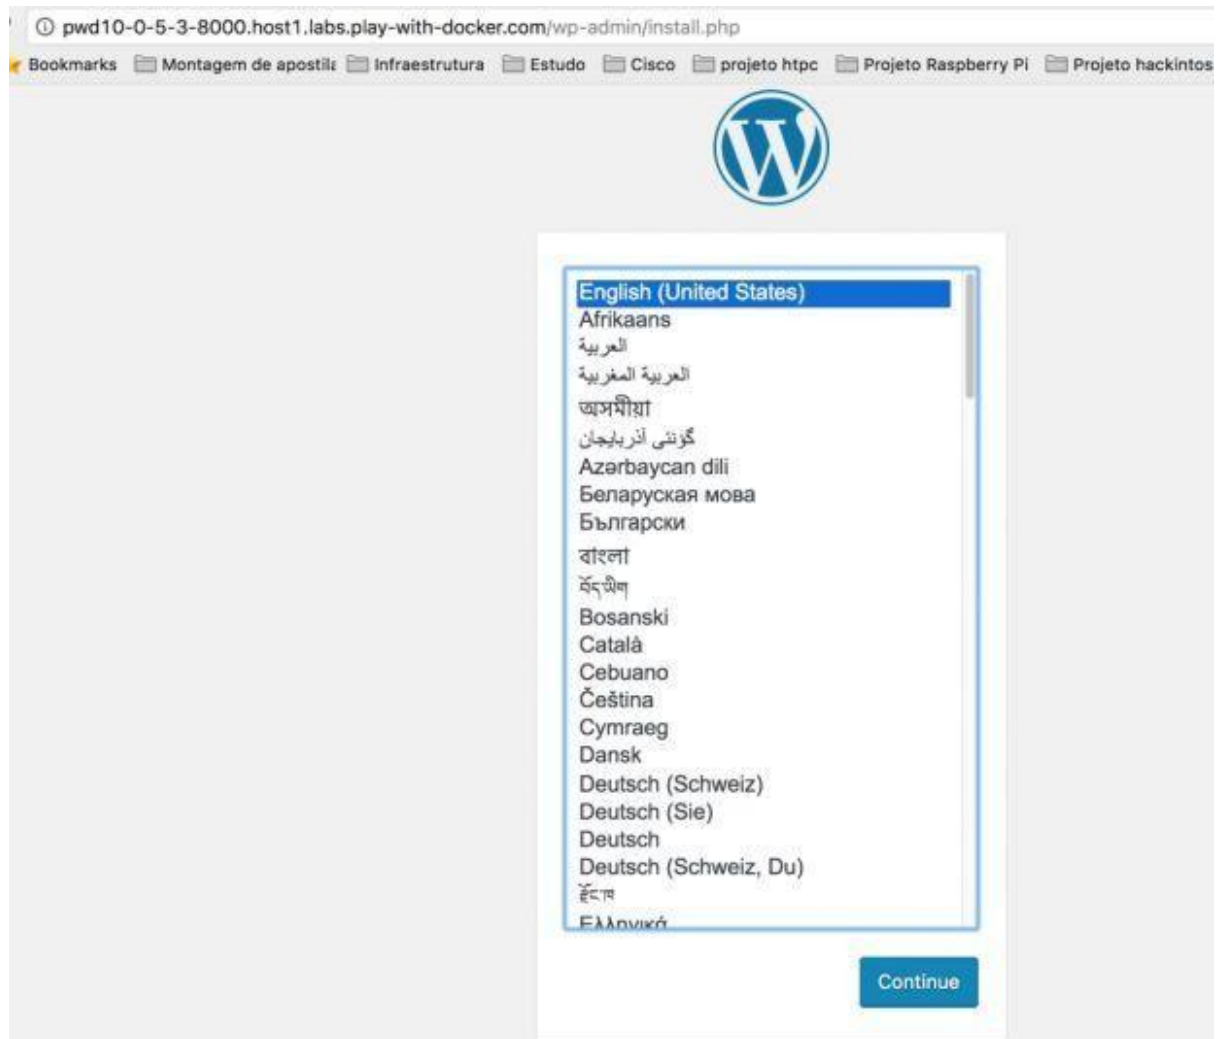 pwd10-0-5-3-8000.host1.labs.play-with-docker.com/wp-admin/install.php
Bookmarks Montagem de apostila Infraestrutura Estudo Cisco projeto htpc Projeto Raspberry Pi Projeto hackintos
English (United States)
Afrikaans
العربية
العربية المغربية
অসমীয়া
گؤنئی آذربایجان
Azərbaycan dili
Беларуская мова
Български
বাংলা
བོད་ཡིག
Bosanski
Català
Cebuano
Čeština
Cymraeg
Dansk
Deutsch (Schweiz)
Deutsch (Sie)
Deutsch
Deutsch (Schweiz, Du)
རྫོང་ཁ
Ελληνικά
Continue